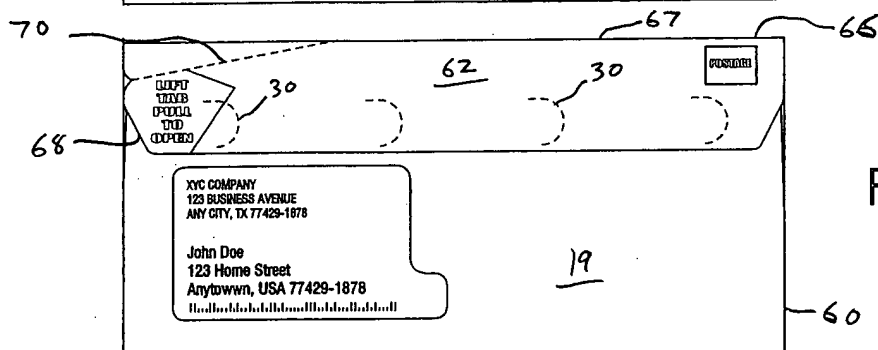 70
67
66
62
POSTAGE
LIFT
TAB
PULL
TO
OPEN
30
30
68
XYC COMPANY
123 BUSINESS AVENUE
ANY CITY, TX 77429-1878
F
John Doe
123 Home Street
Anytowwn, USA 77429-1878
19
60